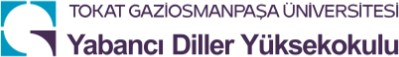 TOKAT GAZİOSMANPAŞA ÜNİVERSİTESİ
Yabancı Diller Yüksekokulu